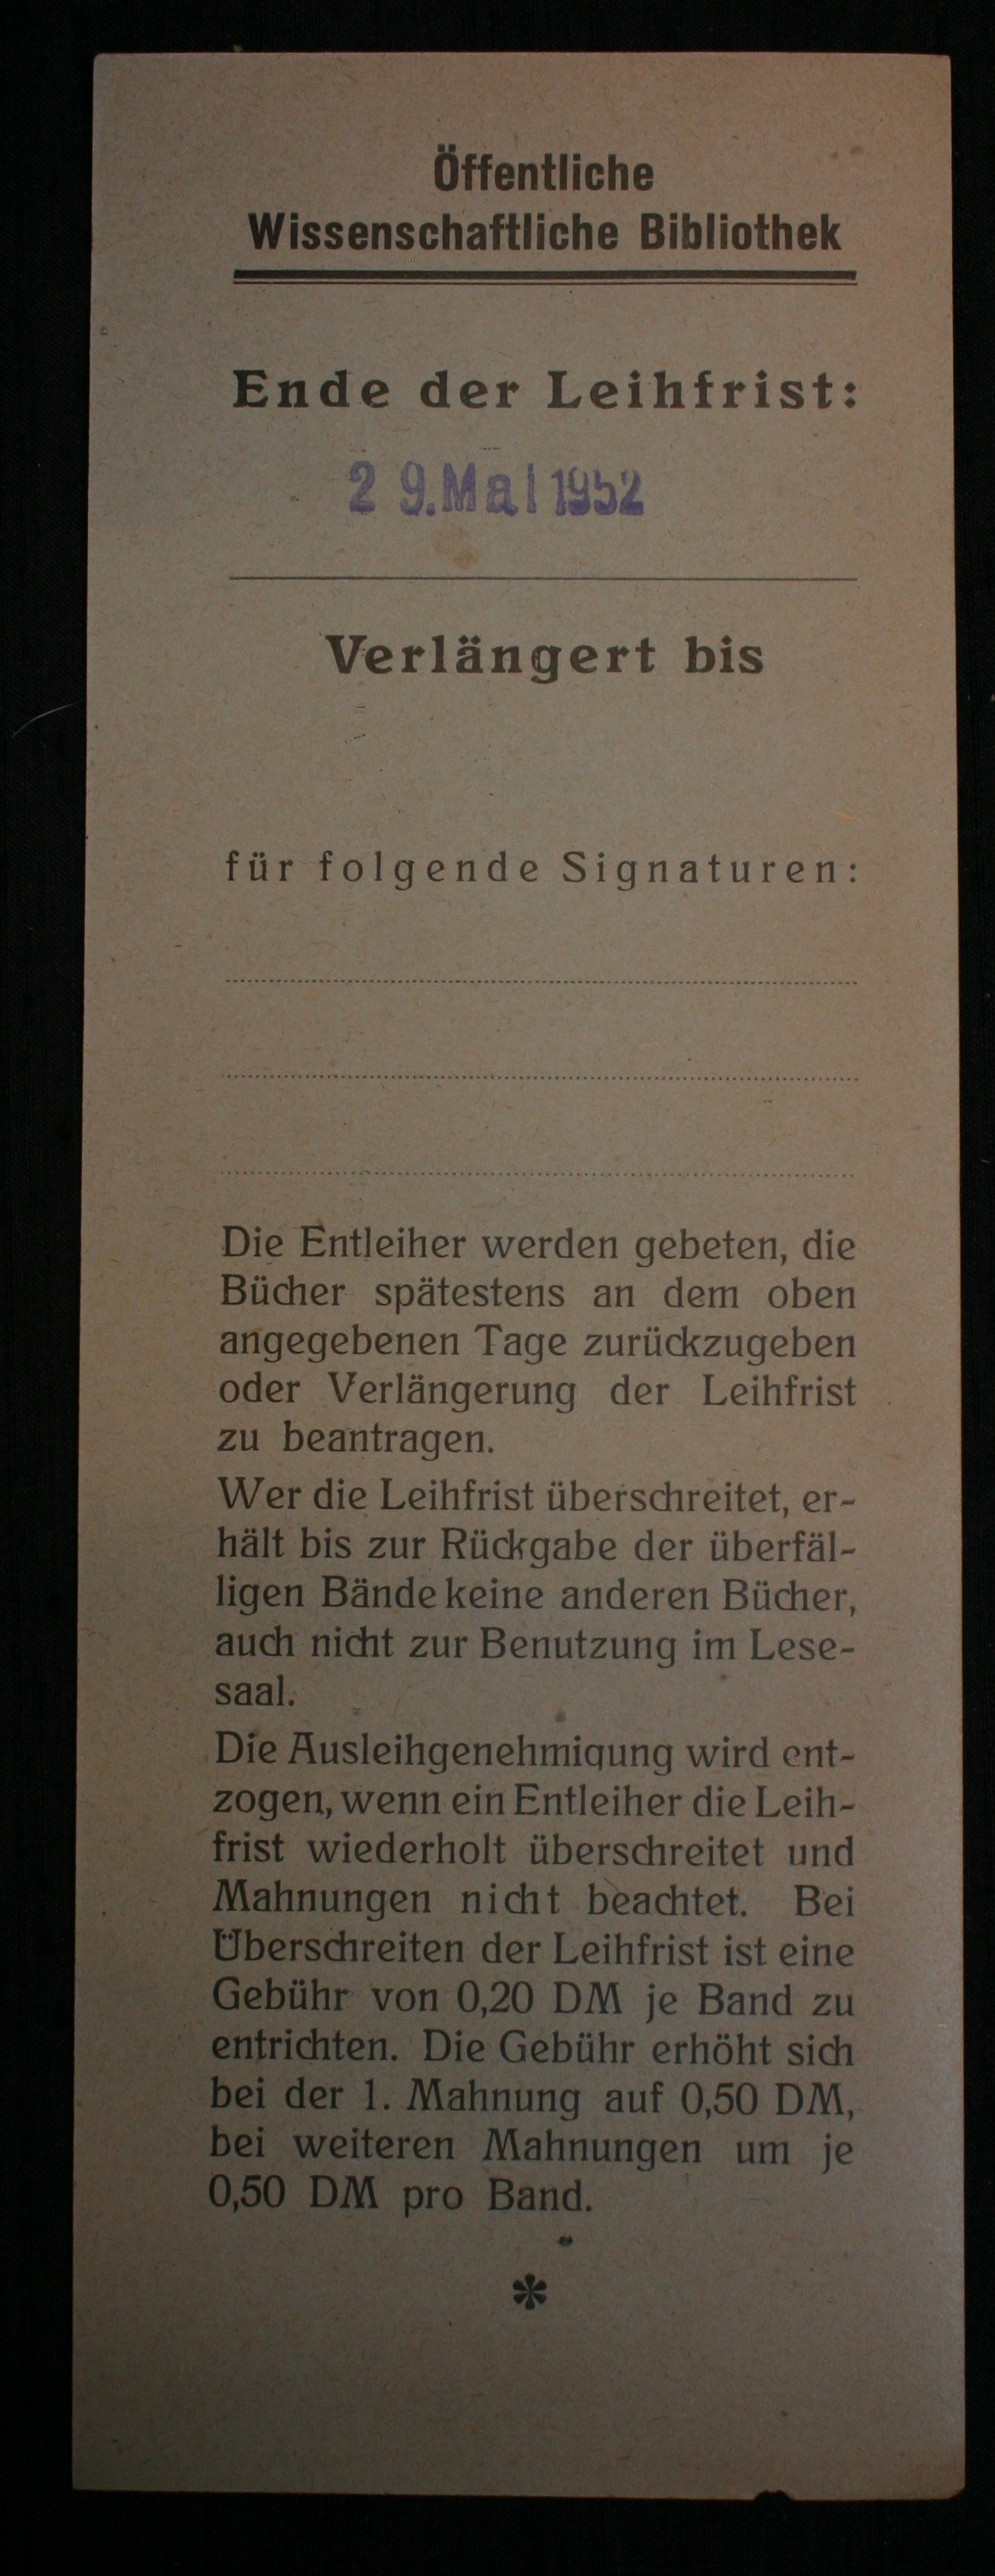 Öffentliche
Wissenschaftliche Bibliothek
Ende der Leihfrist:
29. Mai 1952
Verlängert bis
für folgende Signaturen:
Die Entleiher werden gebeten, die
Bücher spätestens an dem oben
angegebenen Tage zurückzugeben
oder Verlängerung der Leihfrist
zu beantragen.
Wer die Leihfrist überschreitet, er-
hält bis zur Rückgabe der überfäl-
ligen Bände keine anderen Bücher,
auch nicht zur Benutzung im Lese-
saal.
Die Ausleihgenehmigung wird ent-
zogen, wenn ein Entleiher die Leih-
frist wiederholt überschreitet und
Mahnungen nicht beachtet. Bei
Überschreiten der Leihfrist ist eine
Gebühr von 0,20 DM je Band zu
entrichten. Die Gebühr erhöht sich
bei der 1. Mahnung auf 0,50 DM,
bei weiteren Mahnungen um je
0,50 DM pro Band.
*